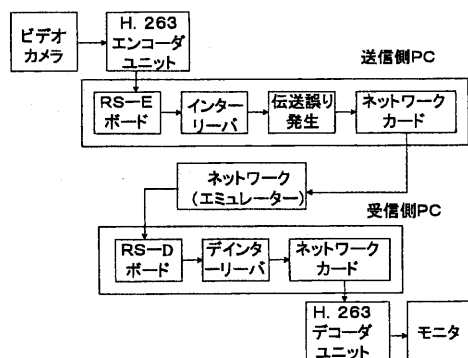 ビデオ
カメラ
H. 263
エンコーダ
ユニット
送信側PC
RS－E
ボード
インター
リーバ
伝送誤り
発生
ネットワーク
カード
ネットワーク
(エミュレーター)
受信側PC
RS－D
ボード
デインタ
ーリーバ
ネットワーク
カード
H. 263
デコーダ
ユニット
モニタ